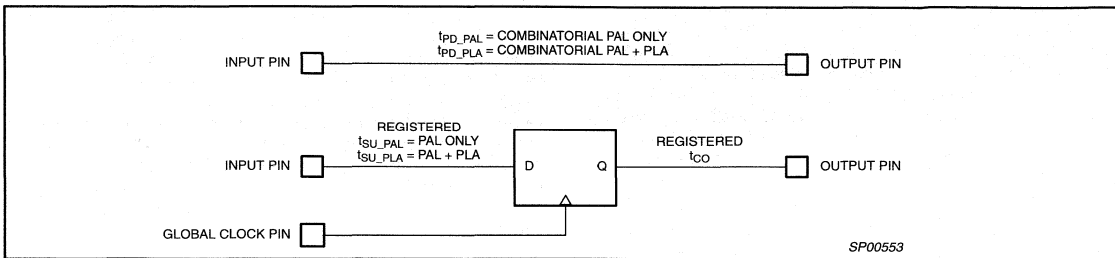 tPD_PAL = COMBINATORIAL PAL ONLY
tPD_PLA = COMBINATORIAL PAL + PLA
INPUT PIN
OUTPUT PIN
REGISTERED
tSU_PAL = PAL ONLY
tSU_PLA = PAL + PLA
REGISTERED
tCO
INPUT PIN
D
Q
OUTPUT PIN
GLOBAL CLOCK PIN
SP00553